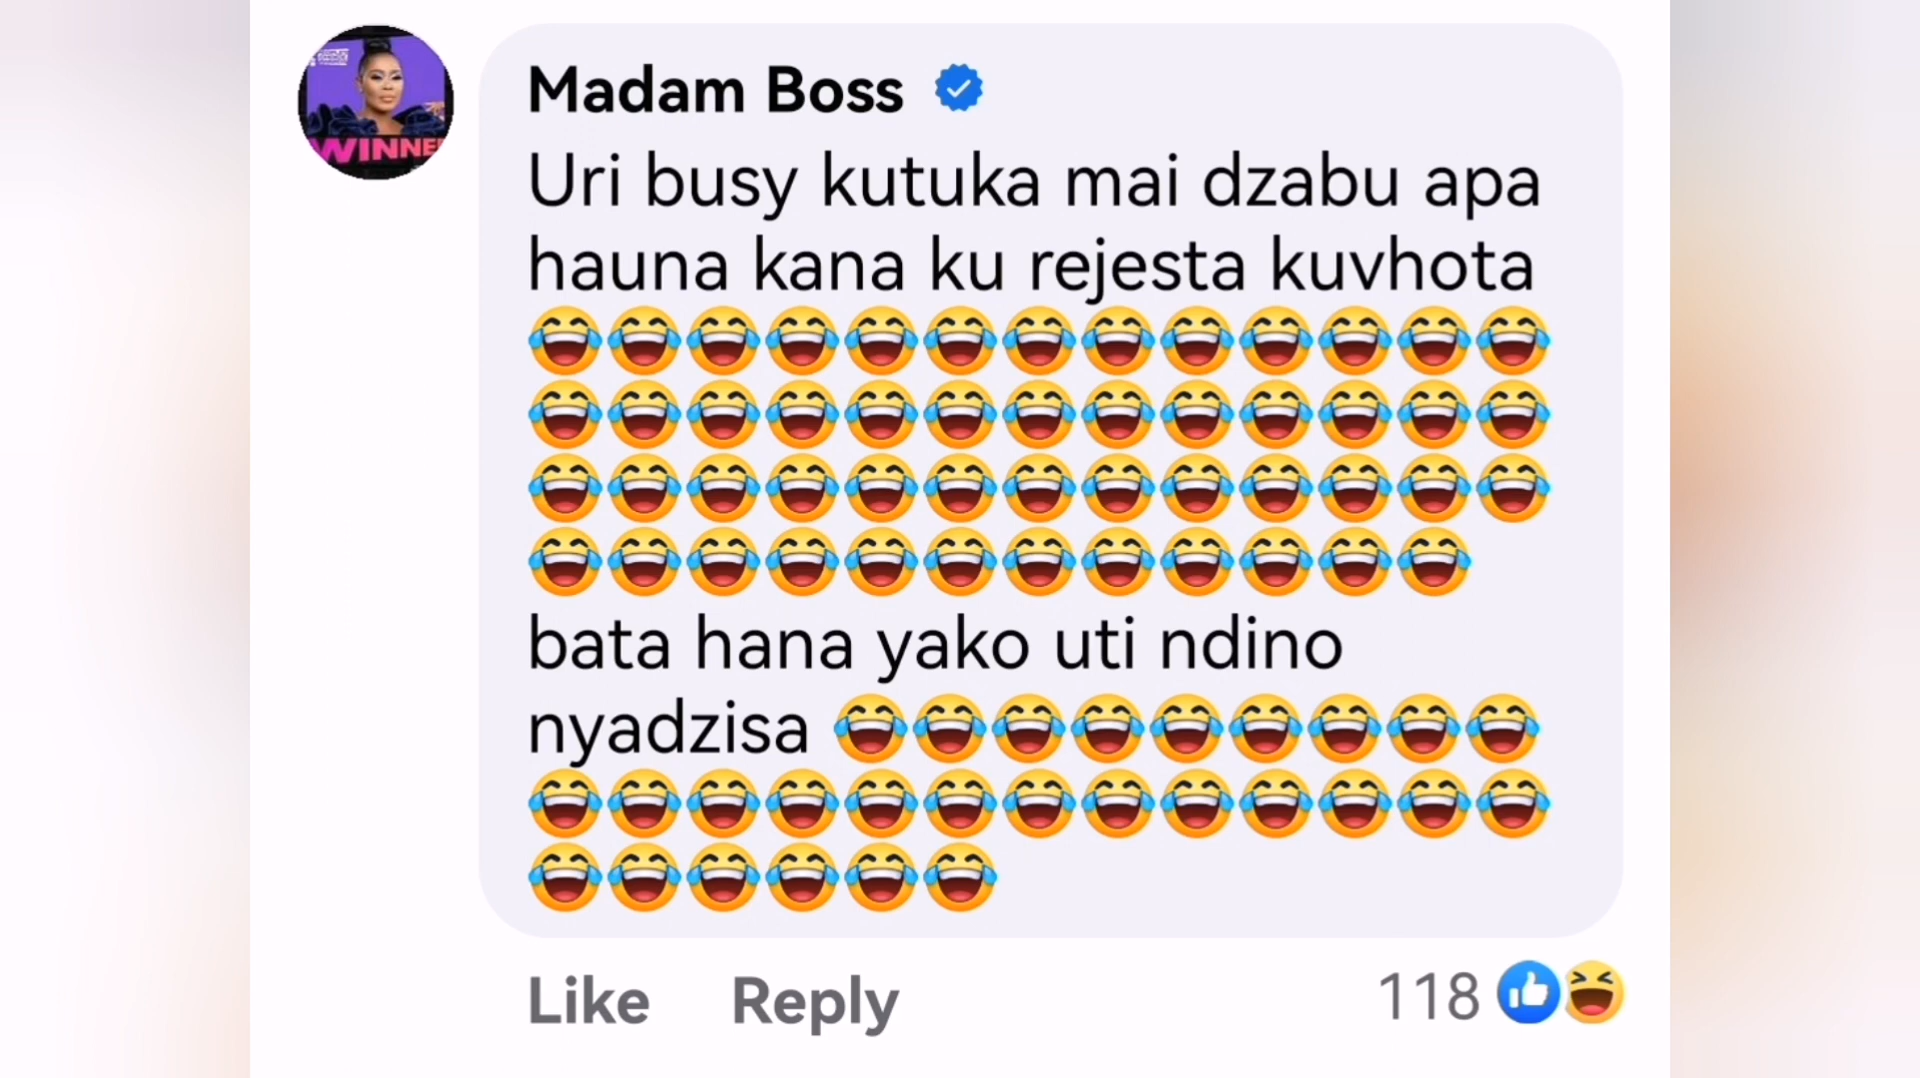 WINNE
Madam Boss
Uri busy kutuka mai dzabu apa
hauna kana ku rejesta kuvhota
😂😂😂😂😂😂😂😂😂😂😂😂😂
😂😂😂😂😂😂😂😂😂😂😂😂😂
😂😂😂😂😂😂😂😂😂😂😂😂😂
😂😂😂😂😂😂😂😂😂😂😂😂
bata hana yako uti ndino
nyadzisa 😂😂😂😂😂😂😂😂😂
😂😂😂😂😂😂😂😂😂😂😂😂😂
😂😂😂😂😂😂
Like Reply 118